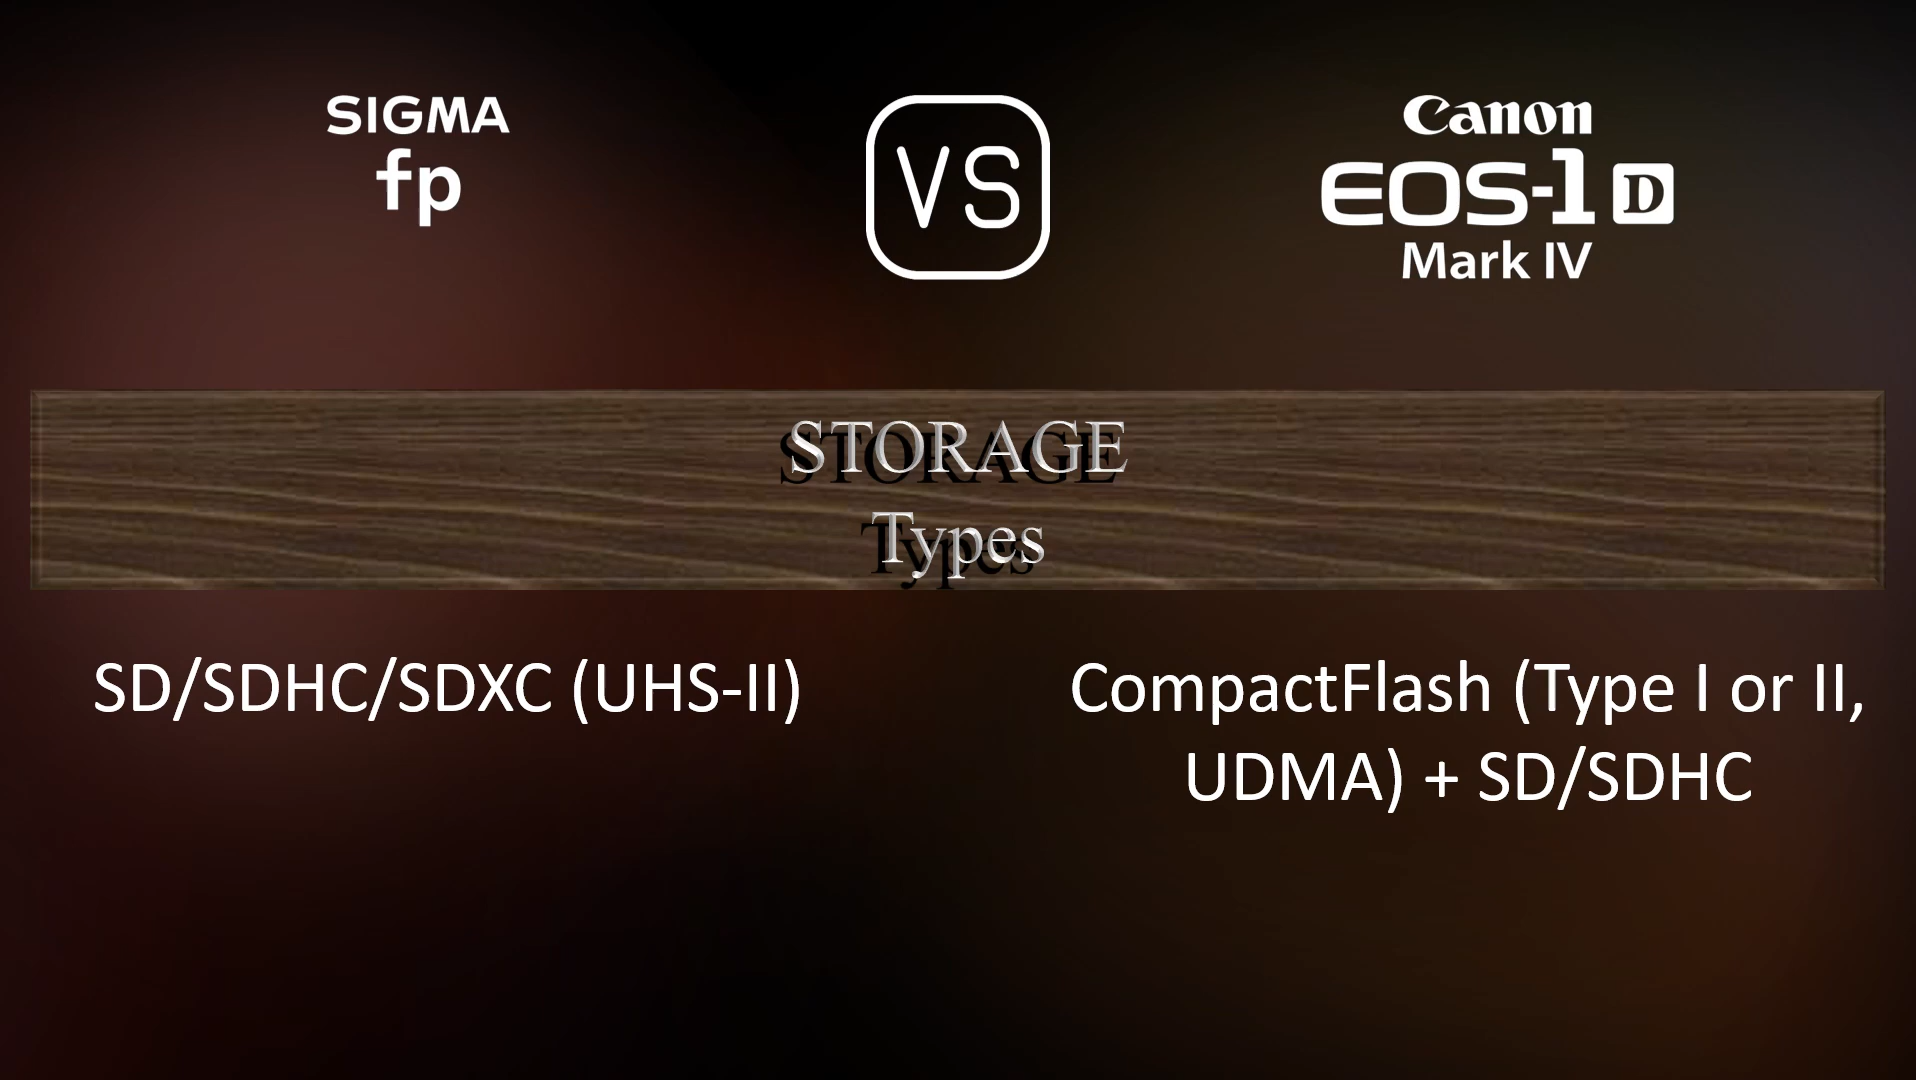 SIGMA
fp
VS
Canon
EOS-1D
Mark IV
STORAGE
Types
SD/SDHC/SDXC (UHS-II)
CompactFlash (Type I or II,
UDMA) + SD/SDHC